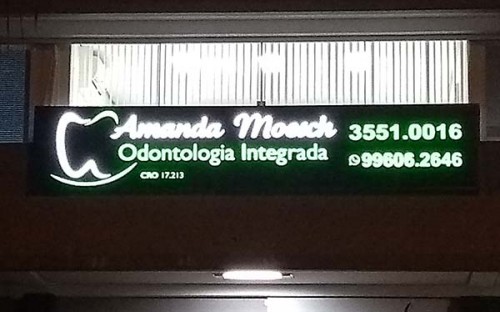 Amanda Moesch
Odontologia Integrada
CRO 17.213
3551.0016
99606.2646